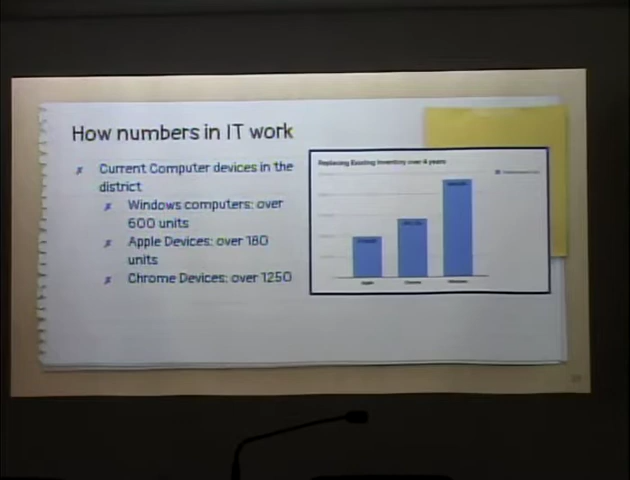 How numbers in IT work
Current Computer devices in the
district
Windows computers: over
600 units
Apple Devices: over 180
units
Chrome Devices: over 1250
Replacing Existing Inventory over 4 years
Apple Chrome Windows